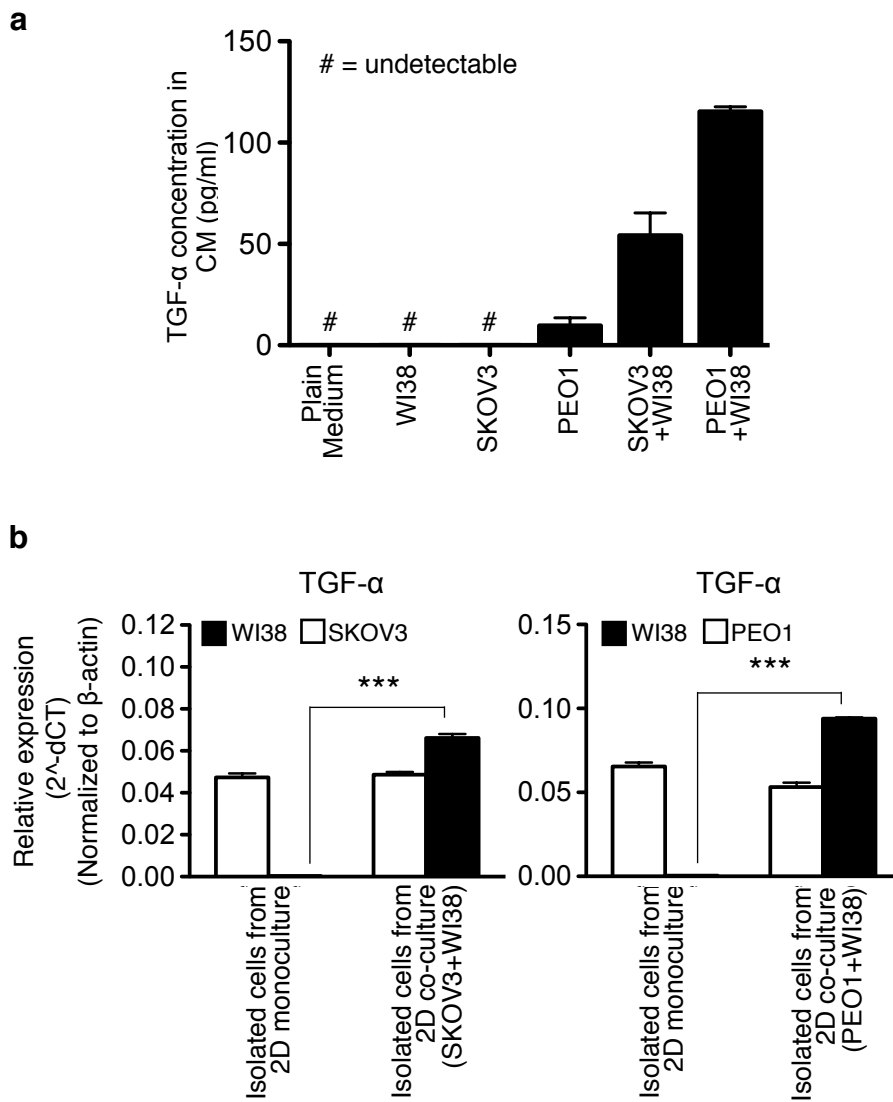 a
TGF-α concentration in
CM (pg/ml)
150
100
50
0
# = undetectable
#
#
#
Plain
Medium
WI38
SKOV3
PEO1
SKOV3
+WI38
PEO1
+WI38
b
Relative expression
(2^-dCT)
(Normalized to β-actin)
TGF-α
0.12
0.10
0.08
0.06
0.04
0.02
0.00
WI38 SKOV3
***
Isolated cells from
2D monoculture
Isolated cells from
2D co-culture
(SKOV3+WI38)
TGF-α
0.15
0.10
0.05
0.00
WI38 PEO1
***
Isolated cells from
2D monoculture
Isolated cells from
2D co-culture
(PEO1+WI38)